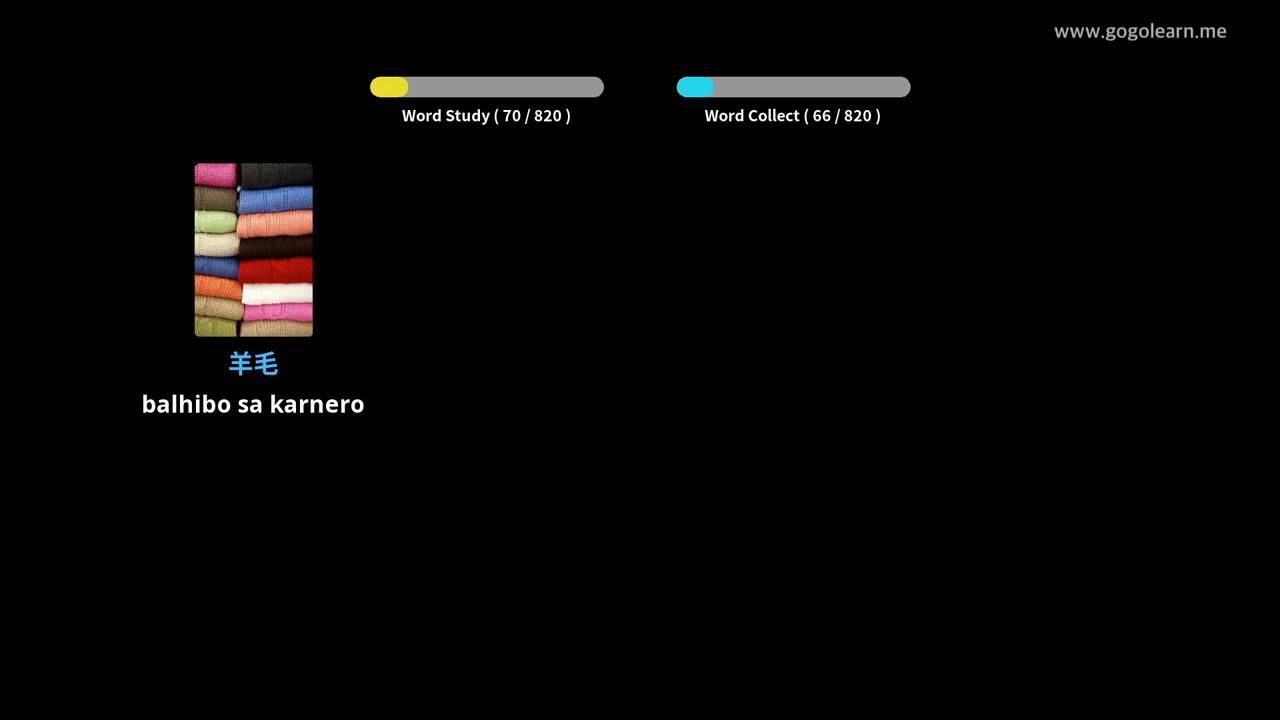 www.gogolearn.me
Word Study ( 70 / 820 )
Word Collect ( 66 / 820 )
羊毛
balhibo sa karnero